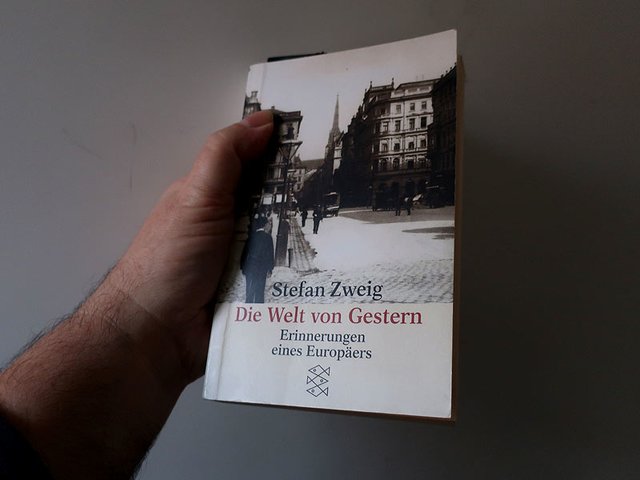 Stefan Zweig
Die Welt von Gestern
Erinnerungen
eines Europäers